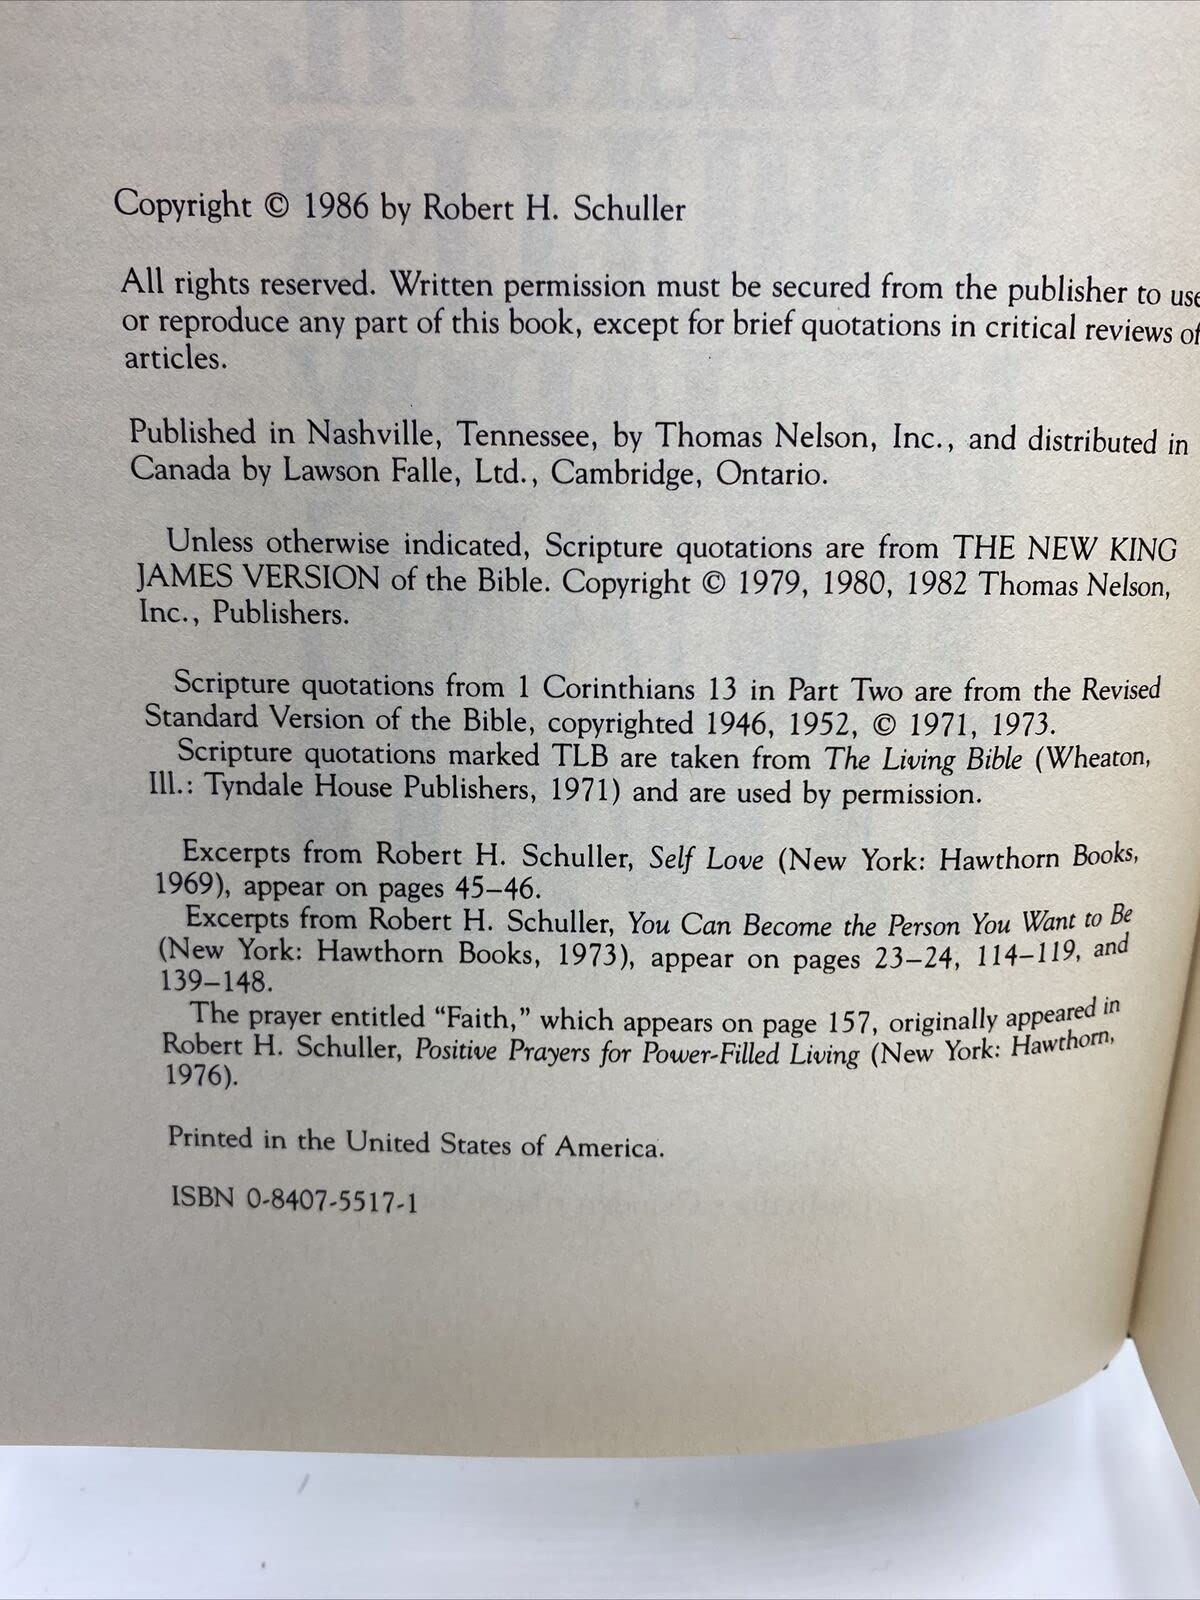 Copyright © 1986 by Robert H. Schuller
All rights reserved. Written permission must be secured from the publisher to use
or reproduce any part of this book, except for brief quotations in critical reviews of
articles.
Published in Nashville, Tennessee, by Thomas Nelson, Inc., and distributed in
Canada by Lawson Falle, Ltd., Cambridge, Ontario.
Unless otherwise indicated, Scripture quotations are from THE NEW KING
JAMES VERSION of the Bible. Copyright © 1979, 1980, 1982 Thomas Nelson,
Inc., Publishers.
Scripture quotations from 1 Corinthians 13 in Part Two are from the Revised
Standard Version of the Bible, copyrighted 1946, 1952, © 1971, 1973.
Scripture quotations marked TLB are taken from The Living Bible (Wheaton,
Ill.: Tyndale House Publishers, 1971) and are used by permission.
Excerpts from Robert H. Schuller, Self Love (New York: Hawthorn Books,
1969), appear on pages 45–46.
Excerpts from Robert H. Schuller, You Can Become the Person You Want to Be
(New York: Hawthorn Books, 1973), appear on pages 23–24, 114–119, and
139–148.
The prayer entitled “Faith,” which appears on page 157, originally appeared in
Robert H. Schuller, Positive Prayers for Power-Filled Living (New York: Hawthorn,
1976).
Printed in the United States of America.
ISBN 0-8407-5517-1